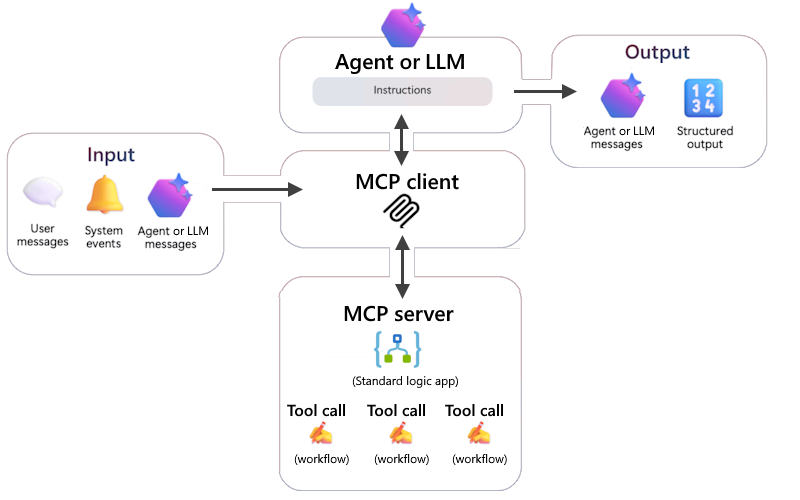 Agent or LLM
Instructions
Output
Agent or LLM
messages
Structured
output
Input
User
messages
System
events
Agent or LLM
messages
MCP client
MCP server
(Standard logic app)
Tool call
Tool call
Tool call
(workflow)
(workflow)
(workflow)
1 2
3 4